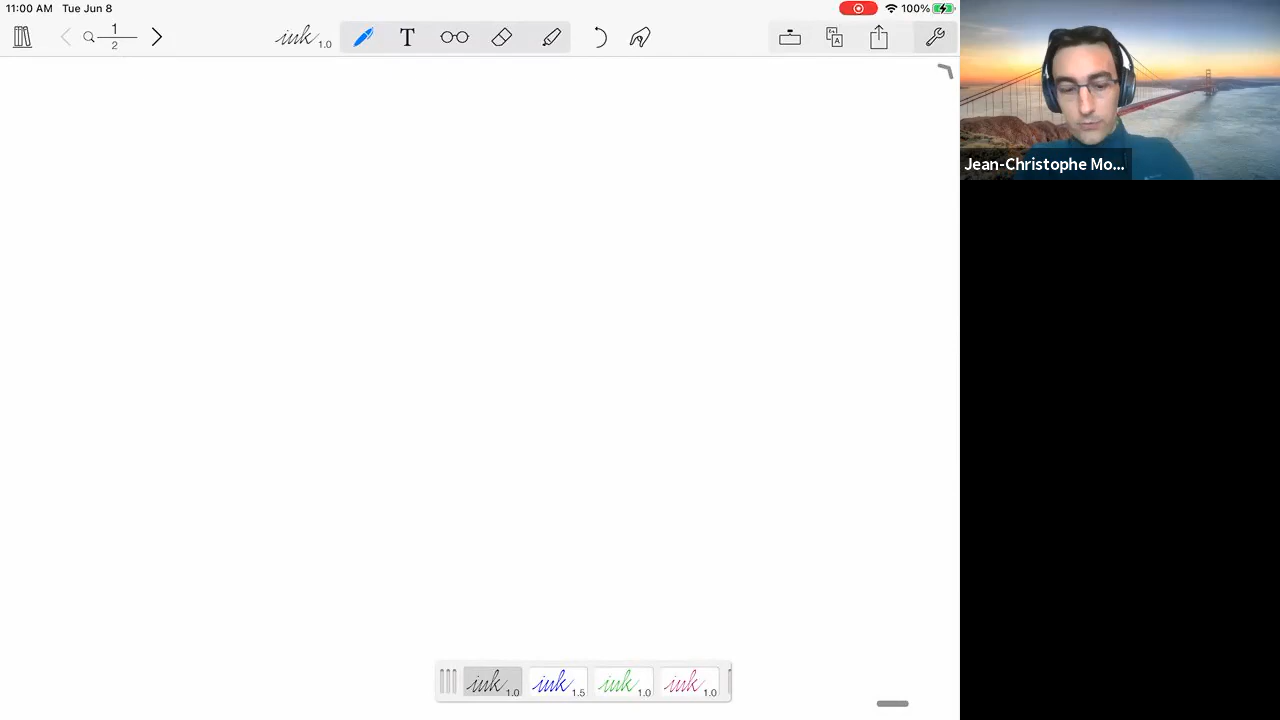 11:00 AM Tue Jun 8
100%
1
2
ink 1.0
T
A
ink 1.0
ink 1.5
ink 1.0
ink 1.0
Jean-Christophe Mo...